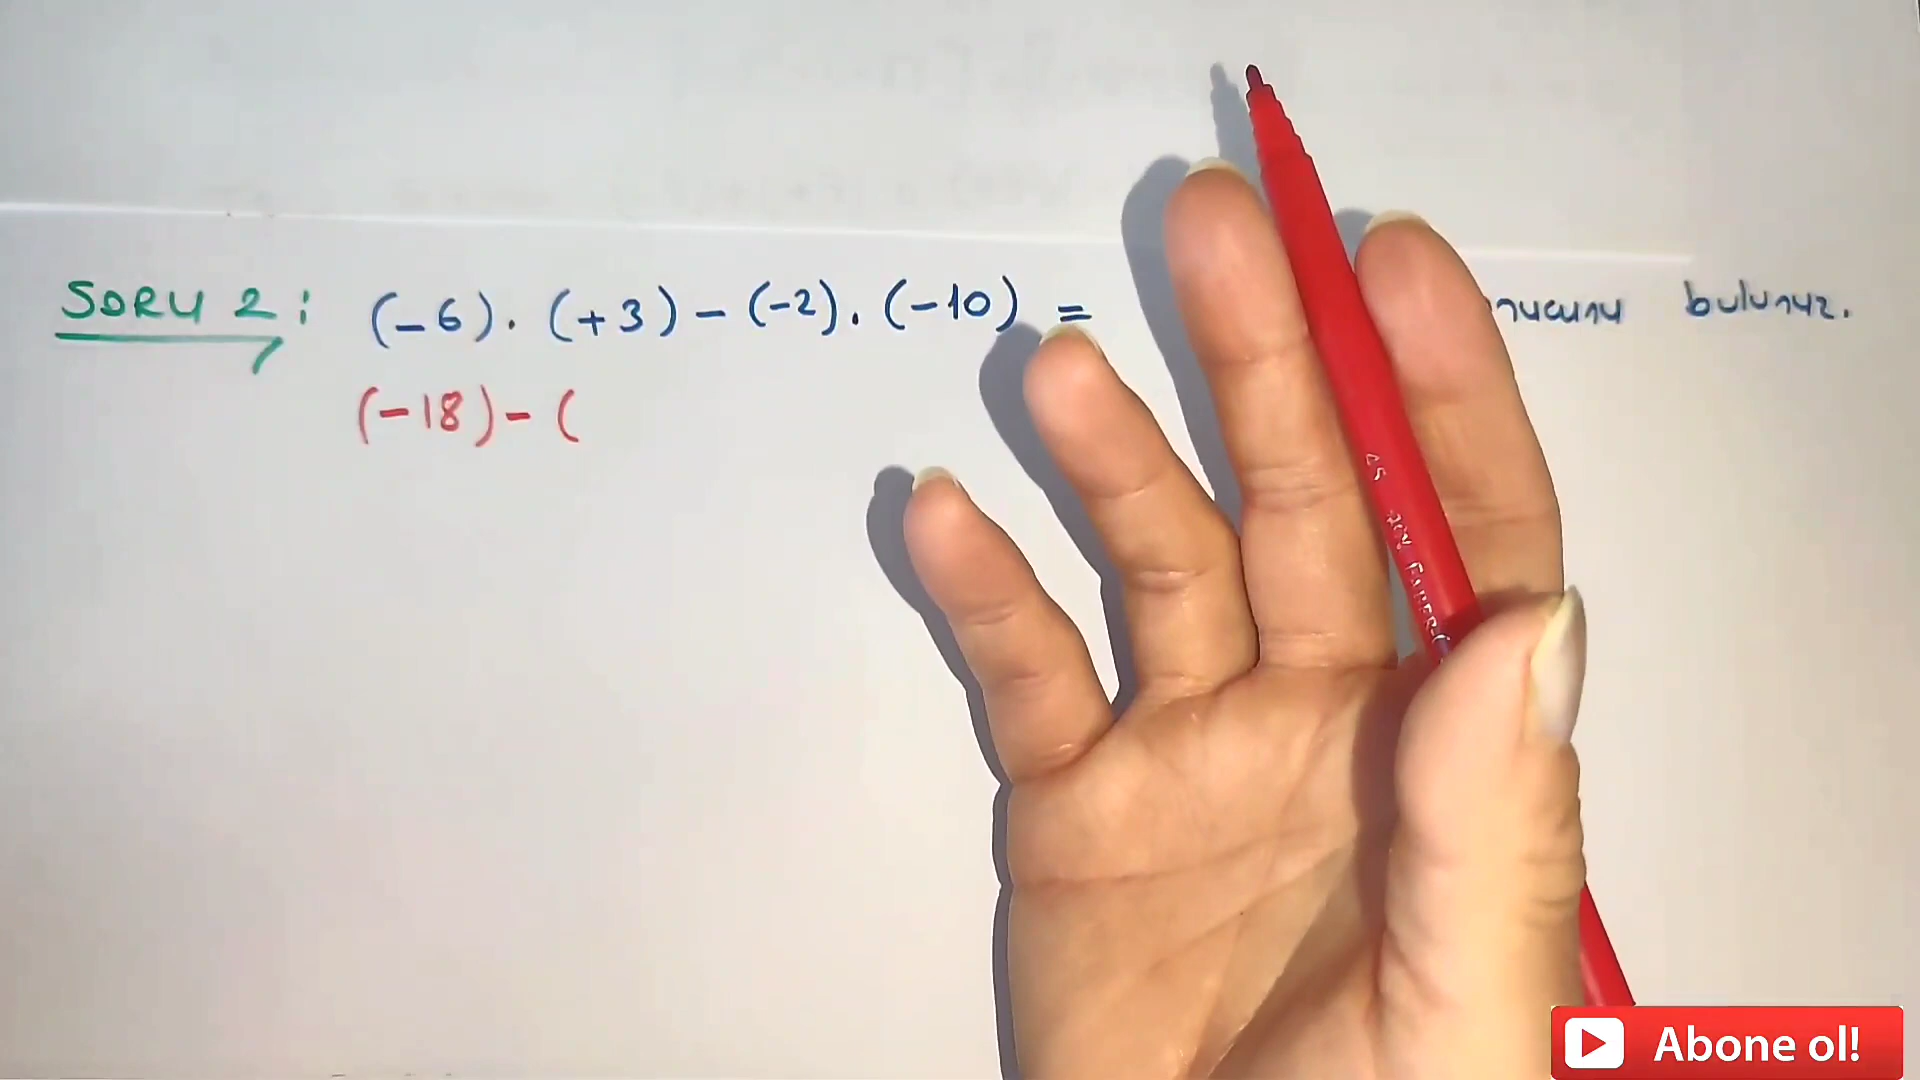 SORU 2: (-6).(+3)-(-2).(-10) = bulunuz.
(-18)-(
Abone ol!